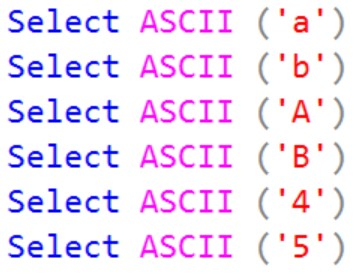 Select ASCII ('a')
Select ASCII ('b')
Select ASCII ('A')
Select ASCII ('B')
Select ASCII ('4')
Select ASCII ('5')